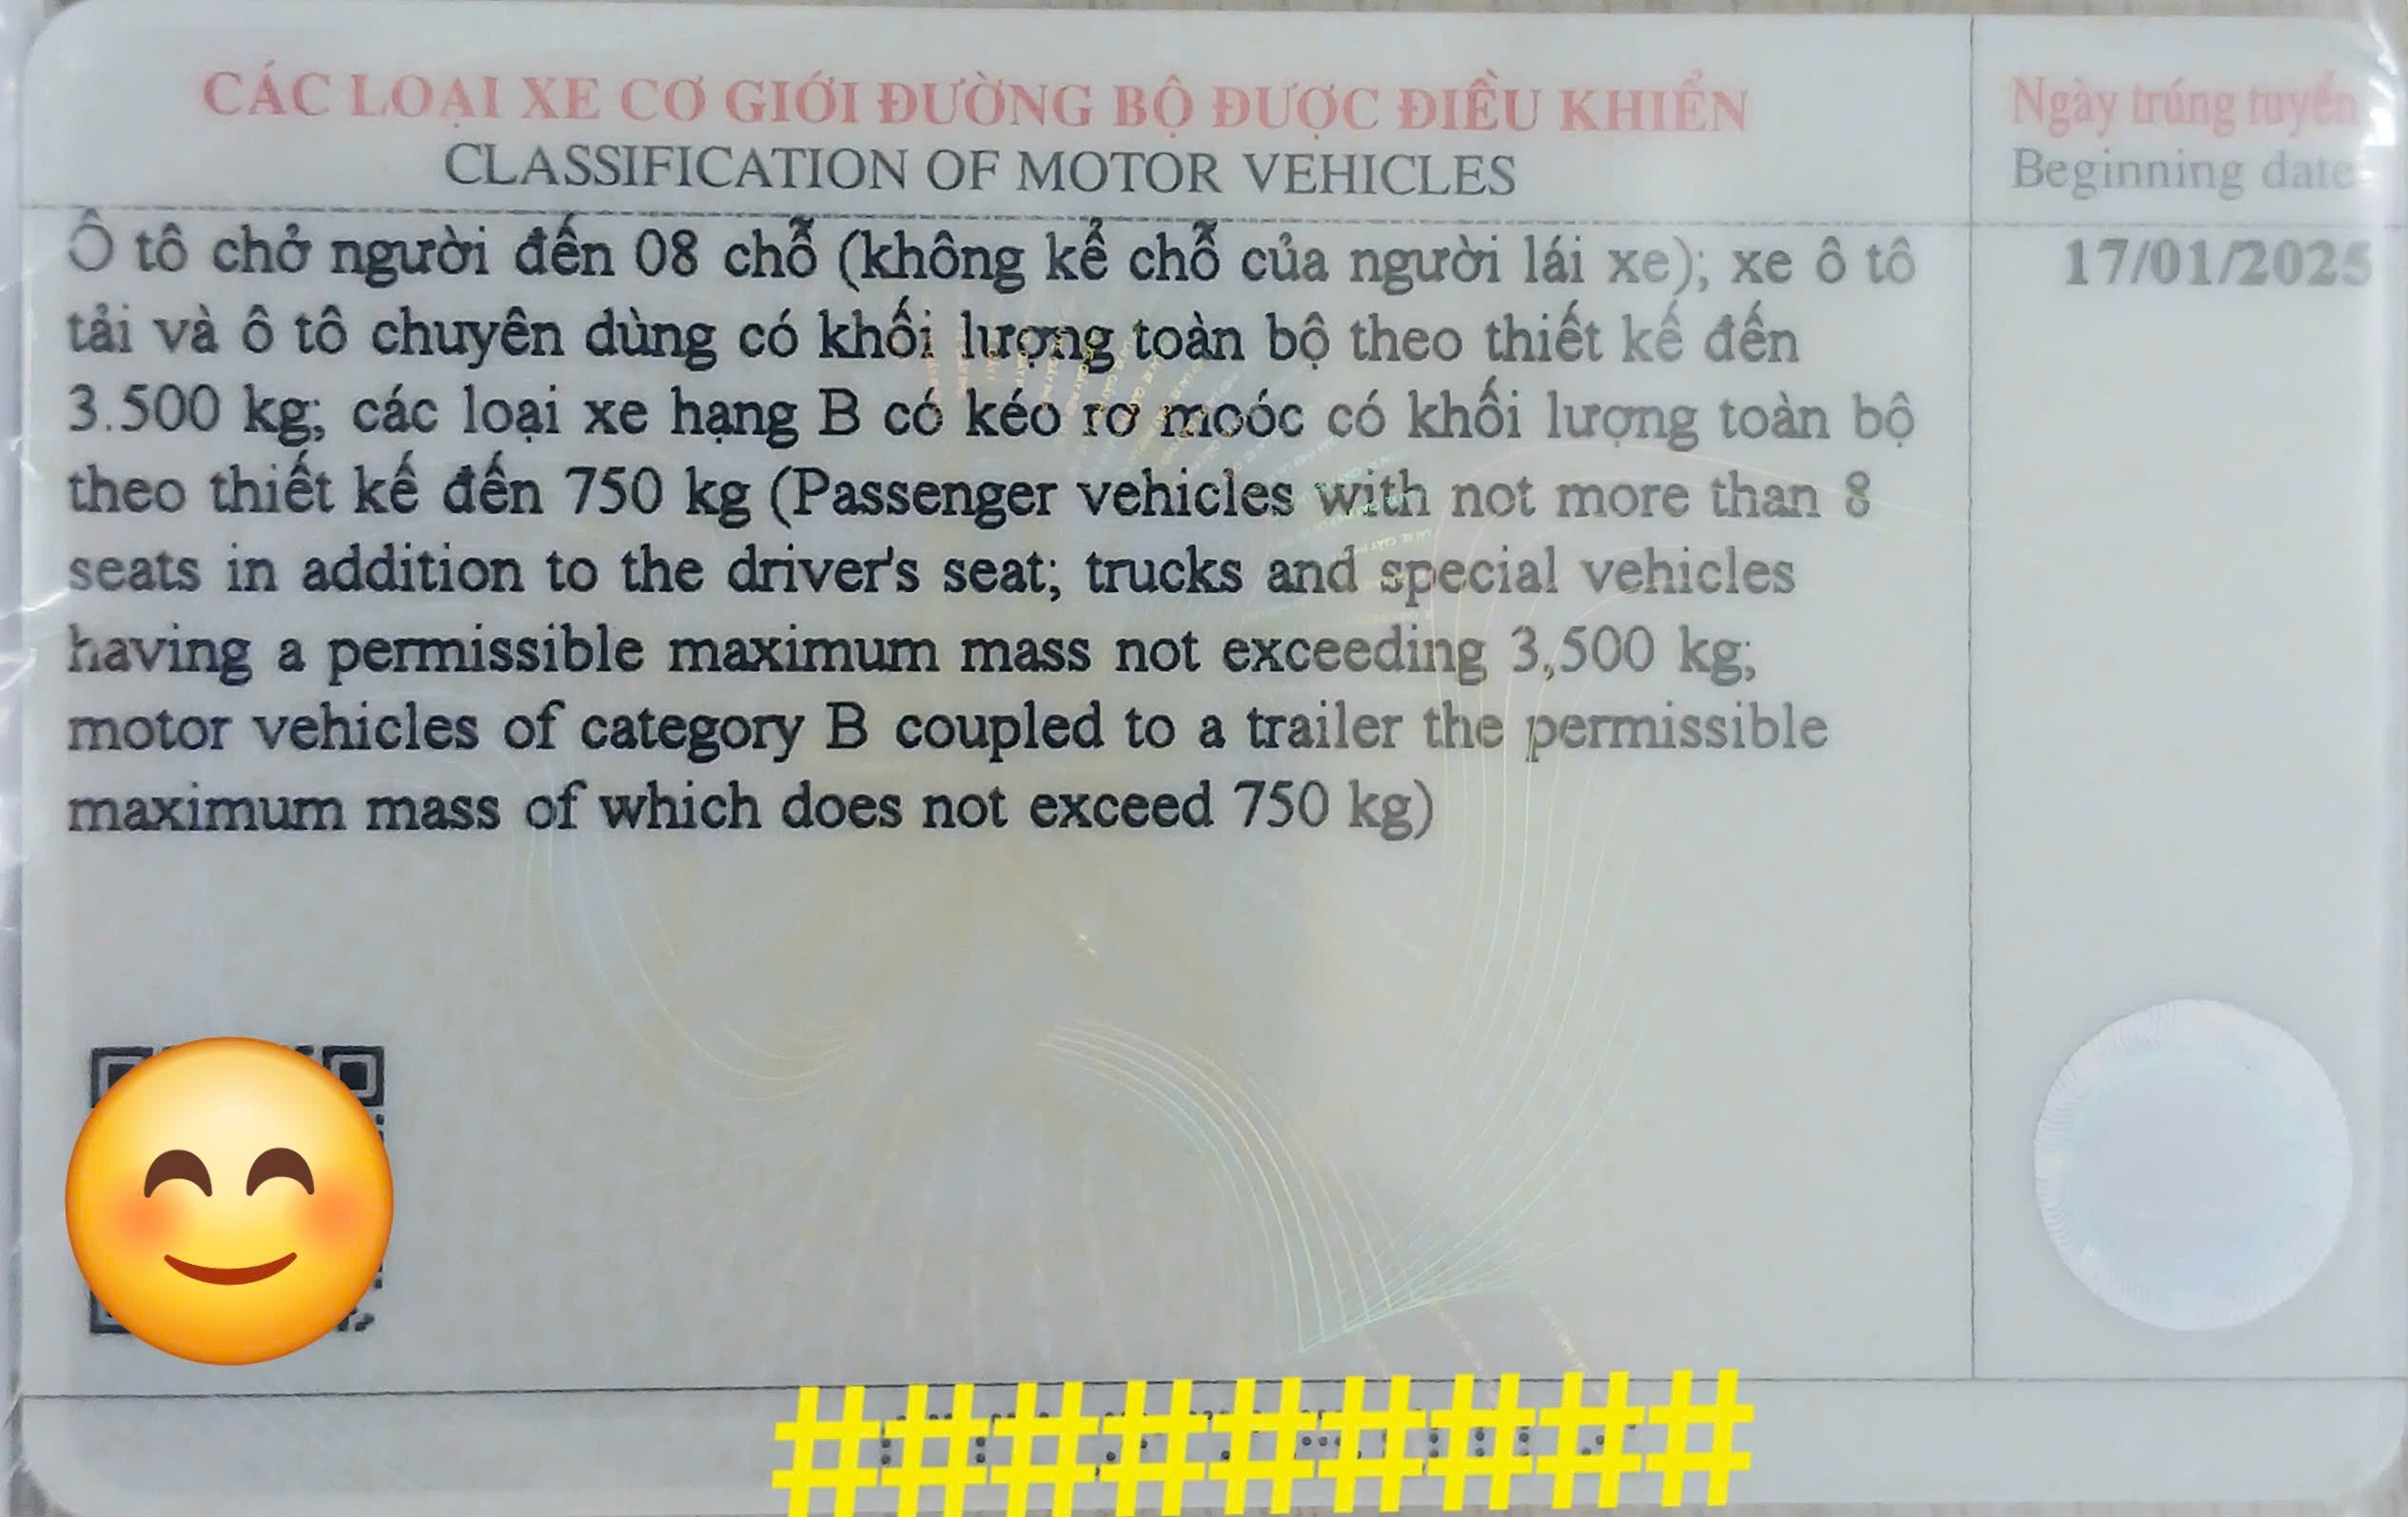 CÁC LOẠI XE CƠ GIỚI ĐƯỜNG BỘ ĐƯỢC ĐIỀU KHIỂN
CLASSIFICATION OF MOTOR VEHICLES
Ngày trúng tuyển
Beginning date
Ô tô chở người đến 08 chỗ (không kể chỗ của người lái xe); xe ô tô
tải và ô tô chuyên dùng có khối lượng toàn bộ theo thiết kế đến
3.500 kg; các loại xe hạng B có kéo rơ moóc có khối lượng toàn bộ
theo thiết kế đến 750 kg (Passenger vehicles with not more than 8
seats in addition to the driver's seat; trucks and special vehicles
having a permissible maximum mass not exceeding 3,500 kg;
motor vehicles of category B coupled to a trailer the permissible
maximum mass of which does not exceed 750 kg)
17/01/2025
#########